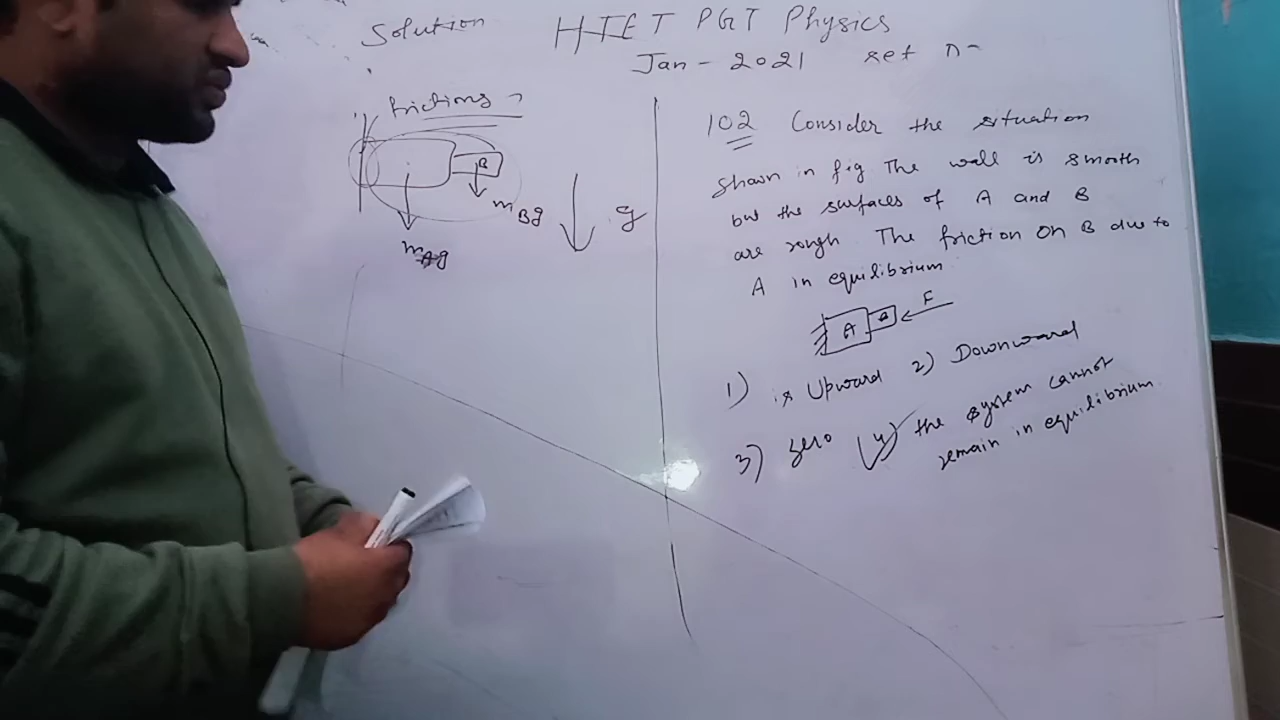 Solution HTET PGT Physics
Jan - 2021 set
frictions
B
mBg
g
mAg
102 Consider the situation
shown in fig The wall is smooth
but the surfaces of A and B
are rough The friction on B due to
A in equilibrium
A B F
1) is Upward 2) Downward
3) zero 4) the system cannot
remain in equilibrium